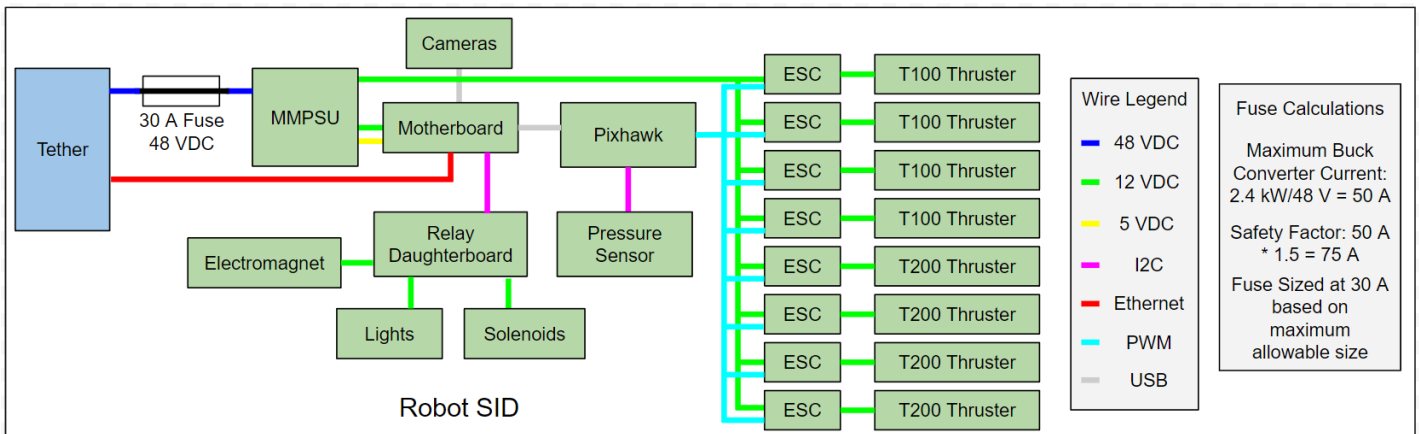 Cameras
ESC
T100 Thruster
30 A Fuse
48 VDC
MMPSU
Motherboard
Pixhawk
Tether
ESC
T100 Thruster
ESC
T100 Thruster
ESC
T100 Thruster
Relay
Daughterboard
Pressure
Sensor
Electromagnet
ESC
T200 Thruster
Lights
Solenoids
ESC
T200 Thruster
ESC
T200 Thruster
ESC
T200 Thruster
Robot SID
Wire Legend
48 VDC
12 VDC
5 VDC
I2C
Ethernet
PWM
USB
Fuse Calculations
Maximum Buck
Converter Current:
2.4 kW/48 V = 50 A
Safety Factor: 50 A
* 1.5 = 75 A
Fuse Sized at 30 A
based on
maximum
allowable size